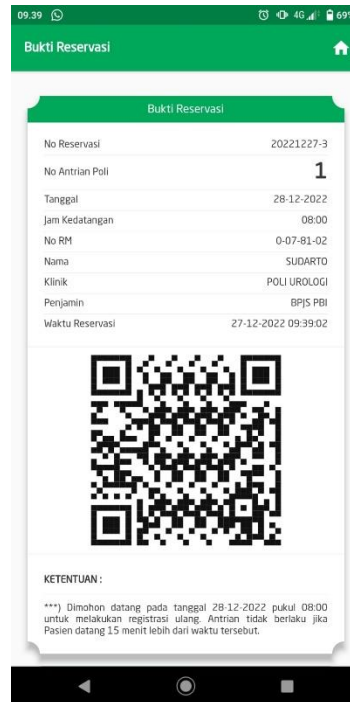 09.39 4G 69%
Bukti Reservasi
Bukti Reservasi
No Reservasi 20221227-3
No Antrian Poli 1
Tanggal 28-12-2022
Jam Kedatangan 08:00
No RM 0-07-81-02
Nama SUDARTO
Klinik POLI UROLOGI
Penjamin BPJS PBI
Waktu Reservasi 27-12-2022 09:39:02
KETENTUAN :
***) Dimohon datang pada tanggal 28-12-2022 pukul 08:00
untuk melakukan registrasi ulang. Antrian tidak berlaku jika
Pasien datang 15 menit lebih dari waktu tersebut.